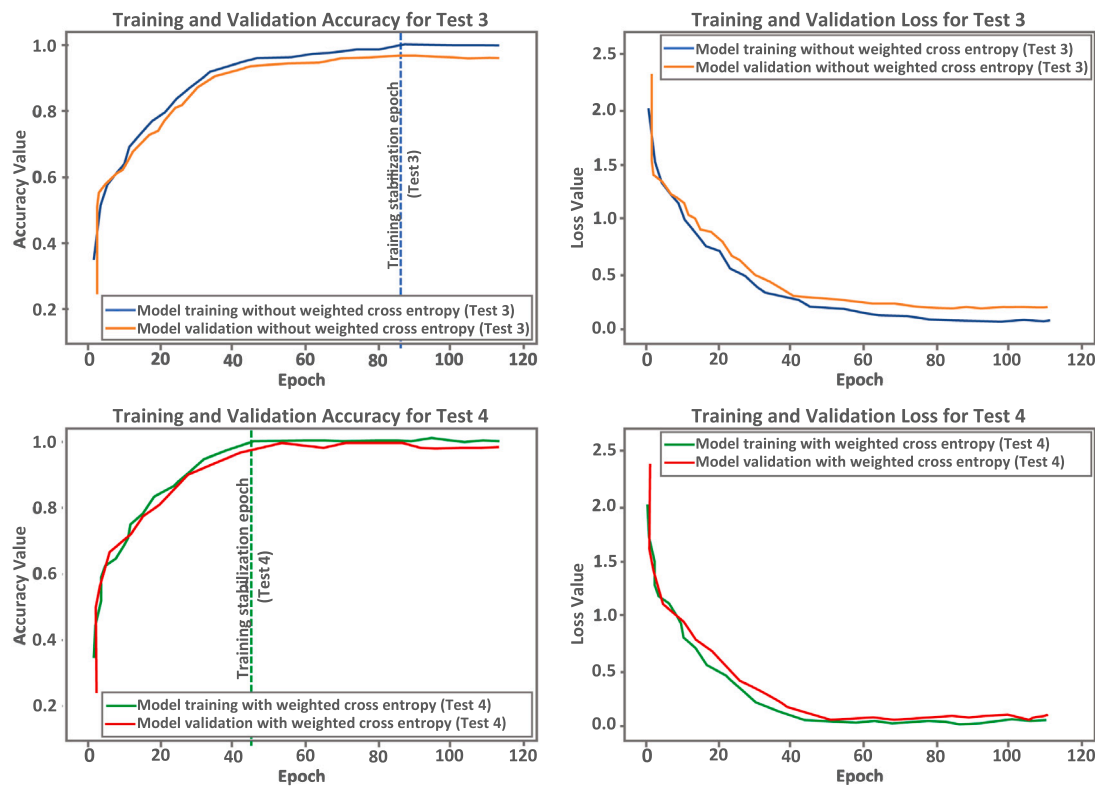 Training and Validation Accuracy for Test 3
Accuracy Value
1.0
0.8
0.6
0.4
0.2
Training stabilization epoch
(Test 3)
Model training without weighted cross entropy (Test 3)
Model validation without weighted cross entropy (Test 3)
0 20 40 60 80 100 120
Epoch
Training and Validation Loss for Test 3
Loss Value
2.5
2.0
1.5
1.0
0.5
0.0
Model training without weighted cross entropy (Test 3)
Model validation without weighted cross entropy (Test 3)
0 20 40 60 80 100 120
Epoch
Training and Validation Accuracy for Test 4
Accuracy Value
1.0
0.8
0.6
0.4
0.2
Training stabilization epoch
(Test 4)
Model training with weighted cross entropy (Test 4)
Model validation with weighted cross entropy (Test 4)
0 20 40 60 80 100 120
Epoch
Training and Validation Loss for Test 4
Loss Value
2.5
2.0
1.5
1.0
0.5
0.0
Model training with weighted cross entropy (Test 4)
Model validation with weighted cross entropy (Test 4)
0 20 40 60 80 100 120
Epoch